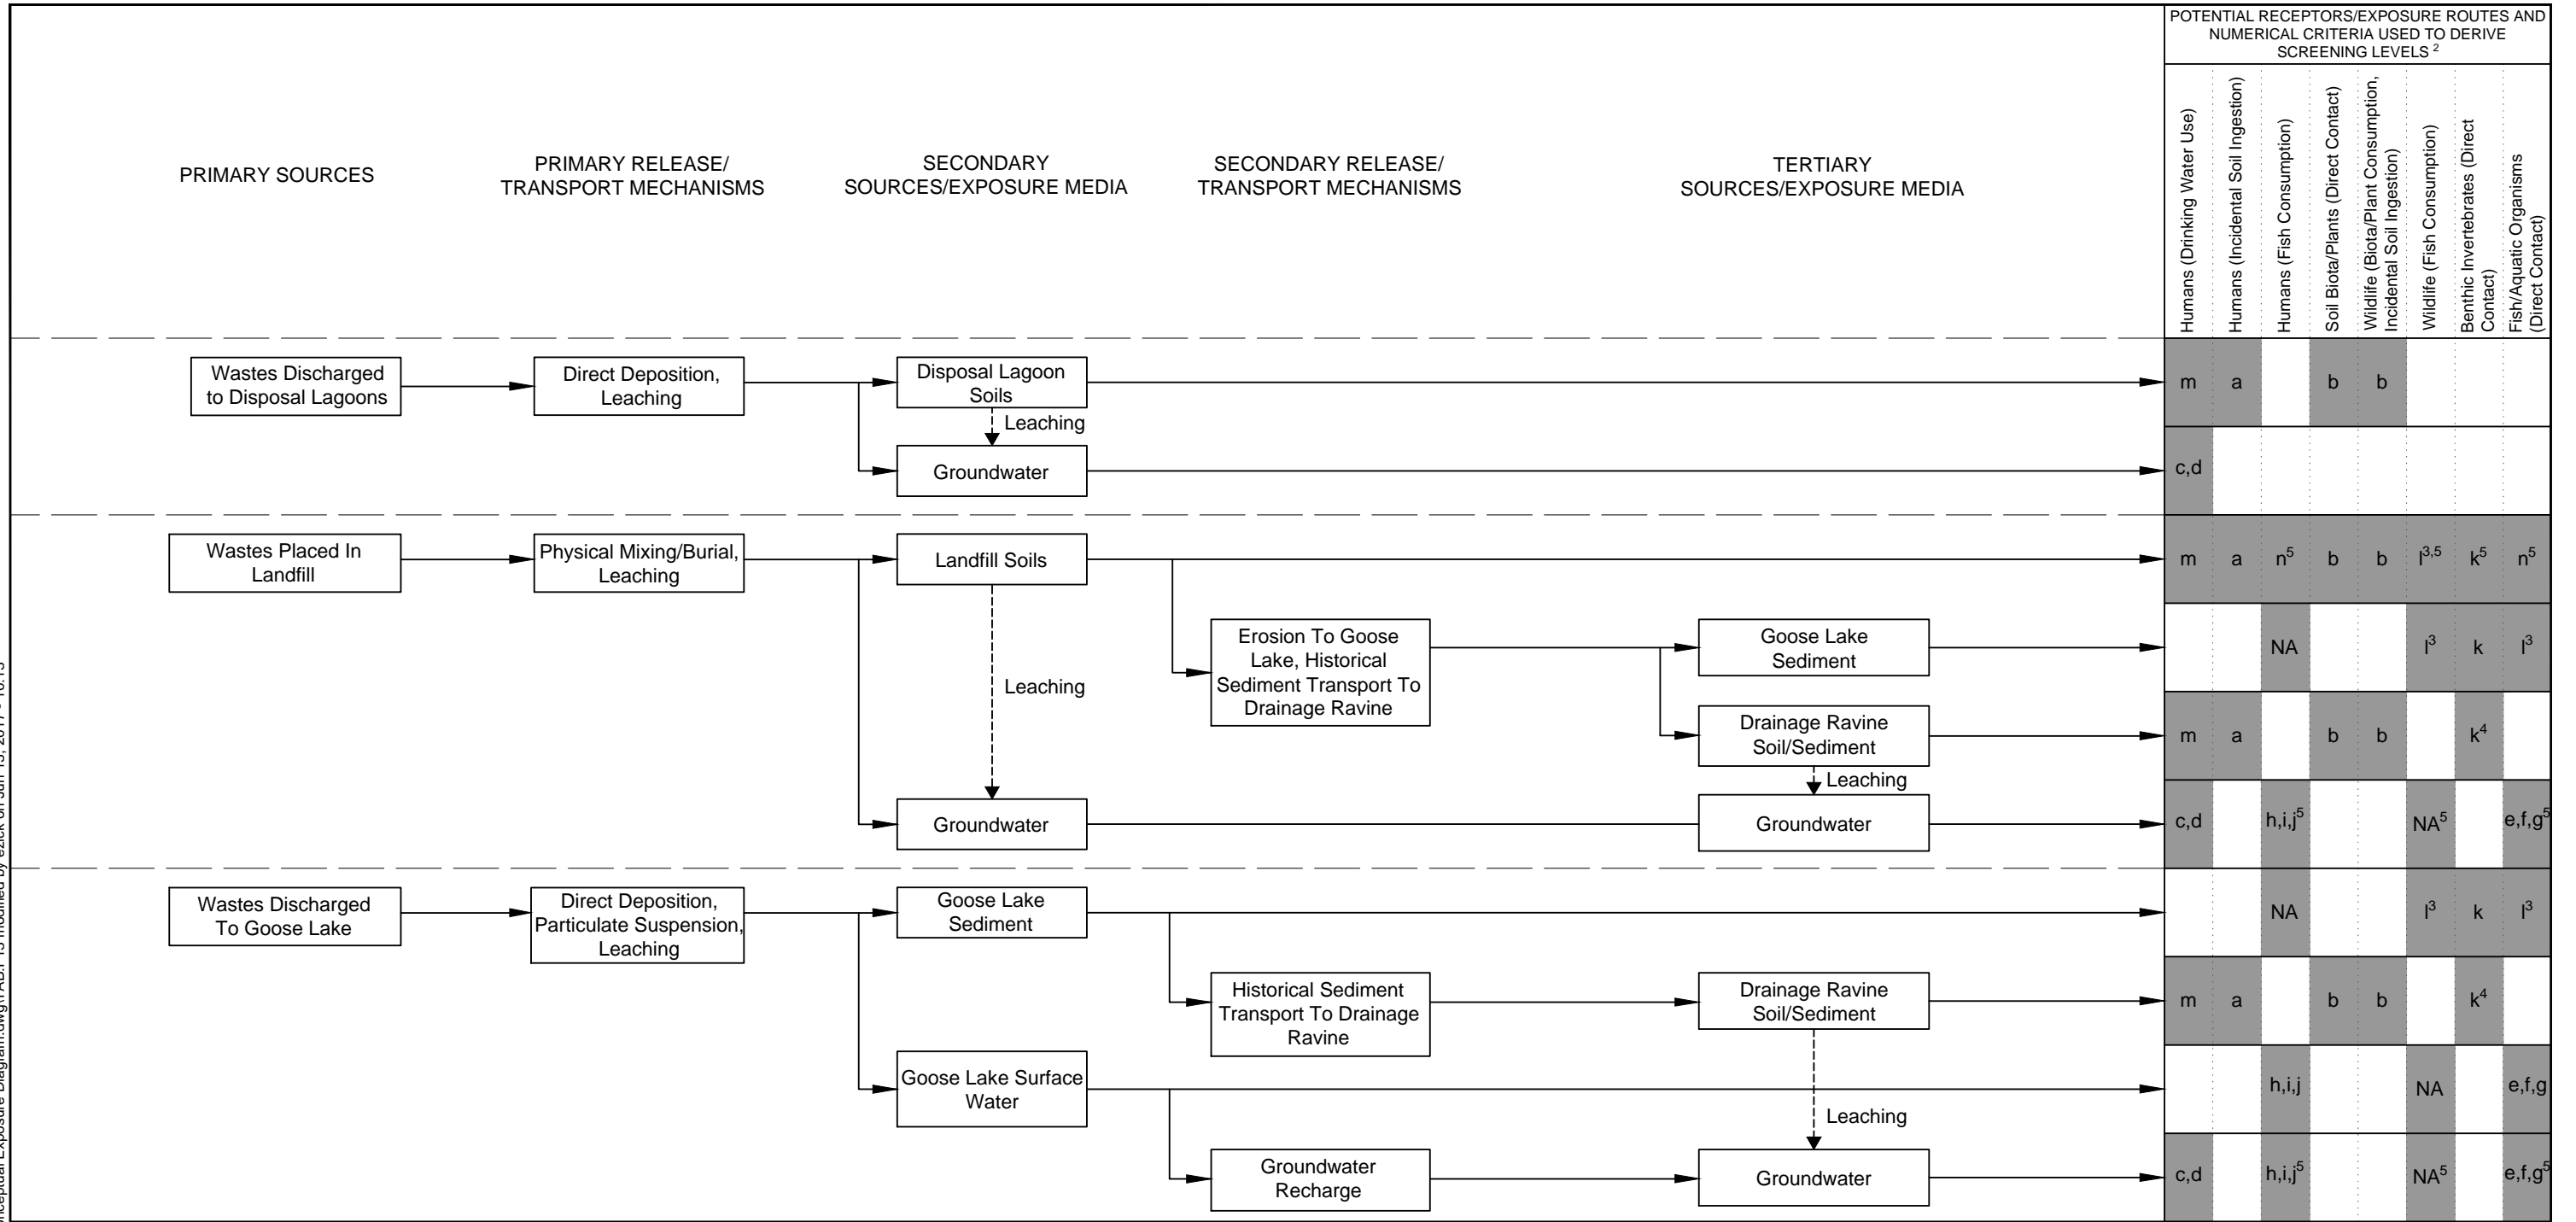 POTENTIAL RECEPTORS/EXPOSURE ROUTES AND
NUMERICAL CRITERIA USED TO DERIVE
SCREENING LEVELS 2
PRIMARY SOURCES
PRIMARY RELEASE/
TRANSPORT MECHANISMS
SECONDARY
SOURCES/EXPOSURE MEDIA
SECONDARY RELEASE/
TRANSPORT MECHANISMS
TERTIARY
SOURCES/EXPOSURE MEDIA
Humans (Drinking Water Use)
Humans (Incidental Soil Ingestion)
Humans (Fish Consumption)
Soil Biota/Plants (Direct Contact)
Wildlife (Biota/Plant Consumption,
Incidental Soil Ingestion)
Wildlife (Fish Consumption)
Benthic Invertebrates (Direct
Contact)
Fish/Aquatic Organisms
(Direct Contact)
Wastes Discharged
to Disposal Lagoons
Direct Deposition,
Leaching
Disposal Lagoon
Soils
m a b b
Leaching
Groundwater
c,d
Wastes Placed In
Landfill
Physical Mixing/Burial,
Leaching
Landfill Soils
m a n5 b b l3,5 k5 n5
Erosion To Goose
Lake, Historical
Sediment Transport To
Drainage Ravine
Goose Lake
Sediment
NA l3 k l3
Leaching
Drainage Ravine
Soil/Sediment
m a b b k4
Leaching
Groundwater
Groundwater
c,d h,i,j5 NA5 e,f,g5
Wastes Discharged
To Goose Lake
Direct Deposition,
Particulate Suspension,
Leaching
Goose Lake
Sediment
NA l3 k l3
Historical Sediment
Transport To Drainage
Ravine
Drainage Ravine
Soil/Sediment
m a b b k4
Goose Lake Surface
Water
h,i,j NA e,f,g
Leaching
Groundwater
Recharge
Groundwater
c,d h,i,j5 NA5 e,f,g5